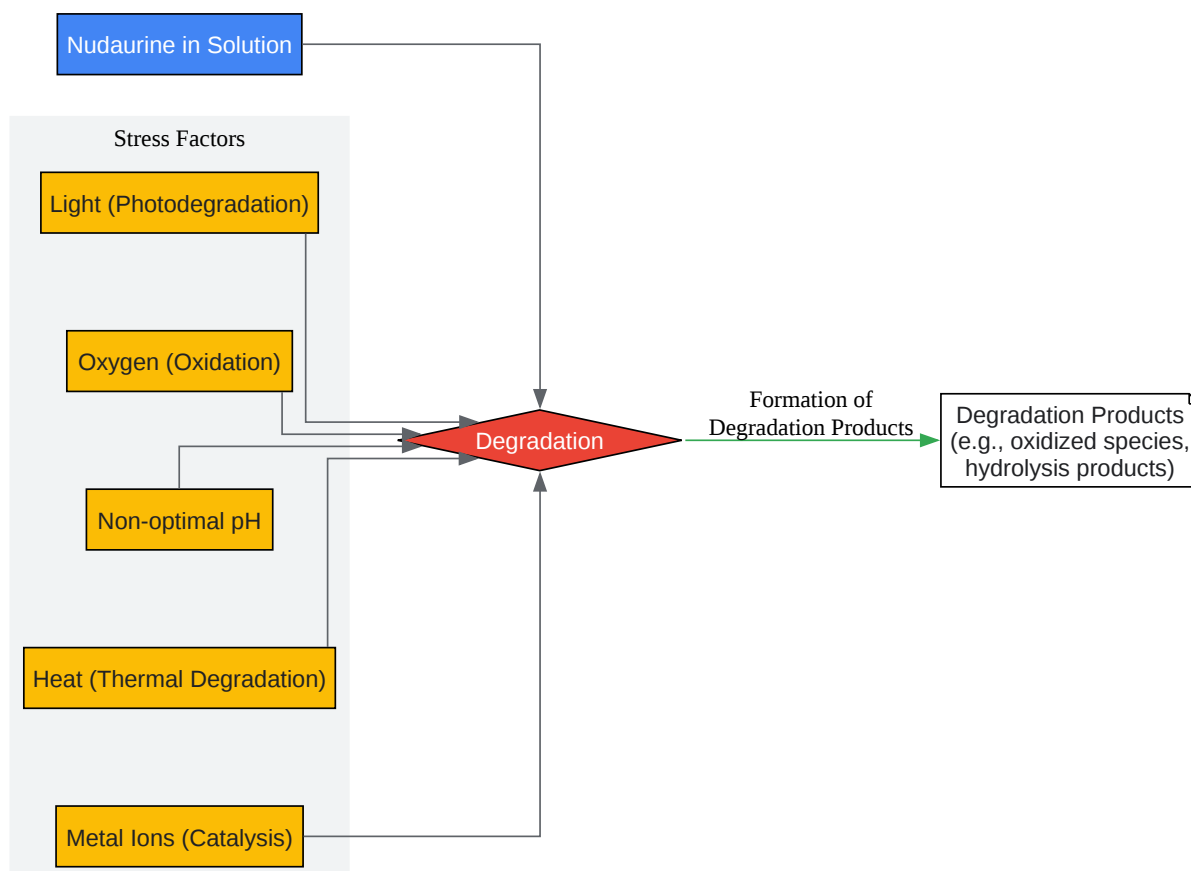 Nudaurine in Solution
Stress Factors
Light (Photodegradation)
Oxygen (Oxidation)
Non-optimal pH
Heat (Thermal Degradation)
Metal Ions (Catalysis)
Degradation
Formation of
Degradation Products
Degradation Products
(e.g., oxidized species,
hydrolysis products)